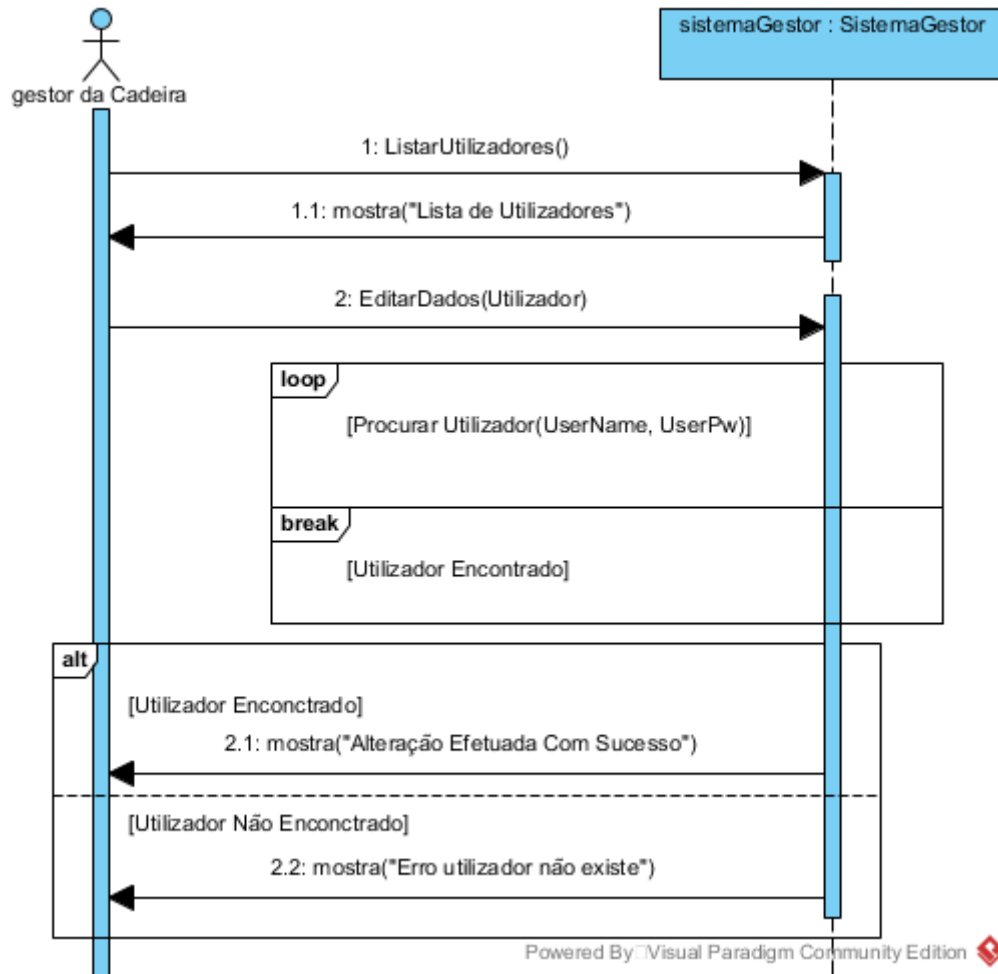 sistemaGestor : SistemaGestor
gestor da Cadeira
1: ListarUtilizadores()
1.1: mostra("Lista de Utilizadores")
2: EditarDados(Utilizador)
loop
[Procurar Utilizador(UserName, UserPw)]
break
[Utilizador Encontrado]
alt
[Utilizador Enconctrado]
2.1: mostra("Alteração Efetuada Com Sucesso")
[Utilizador Não Enconctrado]
2.2: mostra("Erro utilizador não existe")
Powered By Visual Paradigm Community Edition